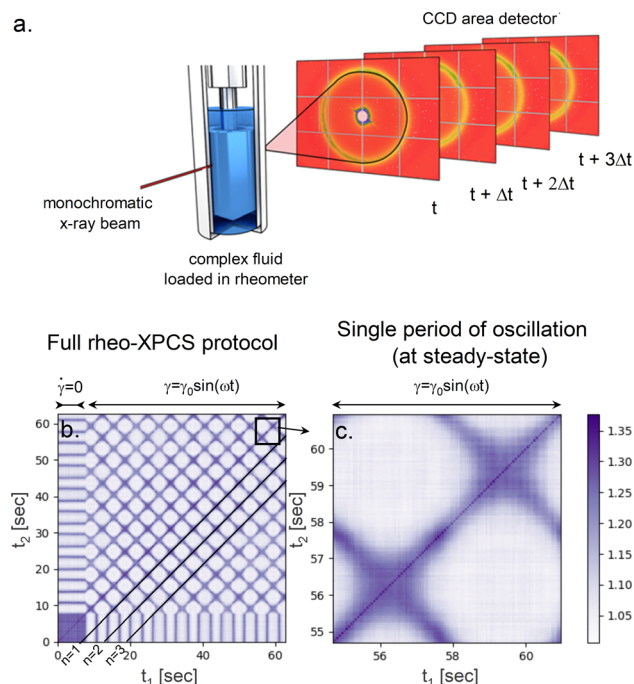 a.
CCD area detector
monochromatic
x-ray beam
complex fluid
loaded in rheometer
t
t + Δt
t + 2Δt
t + 3Δt
Full rheo-XPCS protocol
Single period of oscillation
(at steady-state)
γ̇=0
γ=γ₀sin(ωt)
γ=γ₀sin(ωt)
b.
60
50
40
30
20
10
0
t₂ [sec]
0
20
40
60
n=1
n=2
n=3
t₁ [sec]
c.
60
59
58
57
56
55
t₂ [sec]
56
58
60
t₁ [sec]
1.35
1.30
1.25
1.20
1.15
1.10
1.05